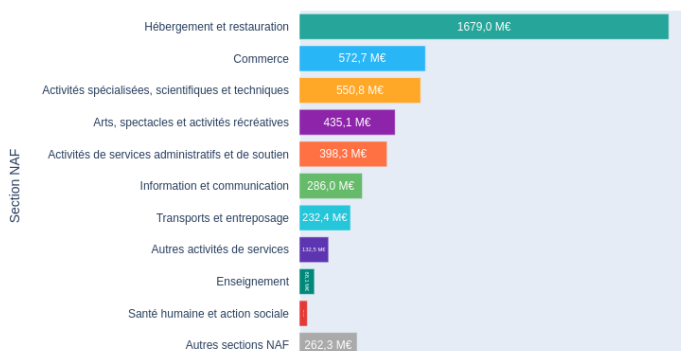 Section NAF
Hébergement et restauration 1679,0 M€
Commerce 572,7 M€
Activités spécialisées, scientifiques et techniques 550,8 M€
Arts, spectacles et activités récréatives 435,1 M€
Activités de services administratifs et de soutien 398,3 M€
Information et communication 286,0 M€
Transports et entreposage 232,4 M€
Autres activités de services 132,5 M€
Enseignement
Santé humaine et action sociale
Autres sections NAF 262,3 M€